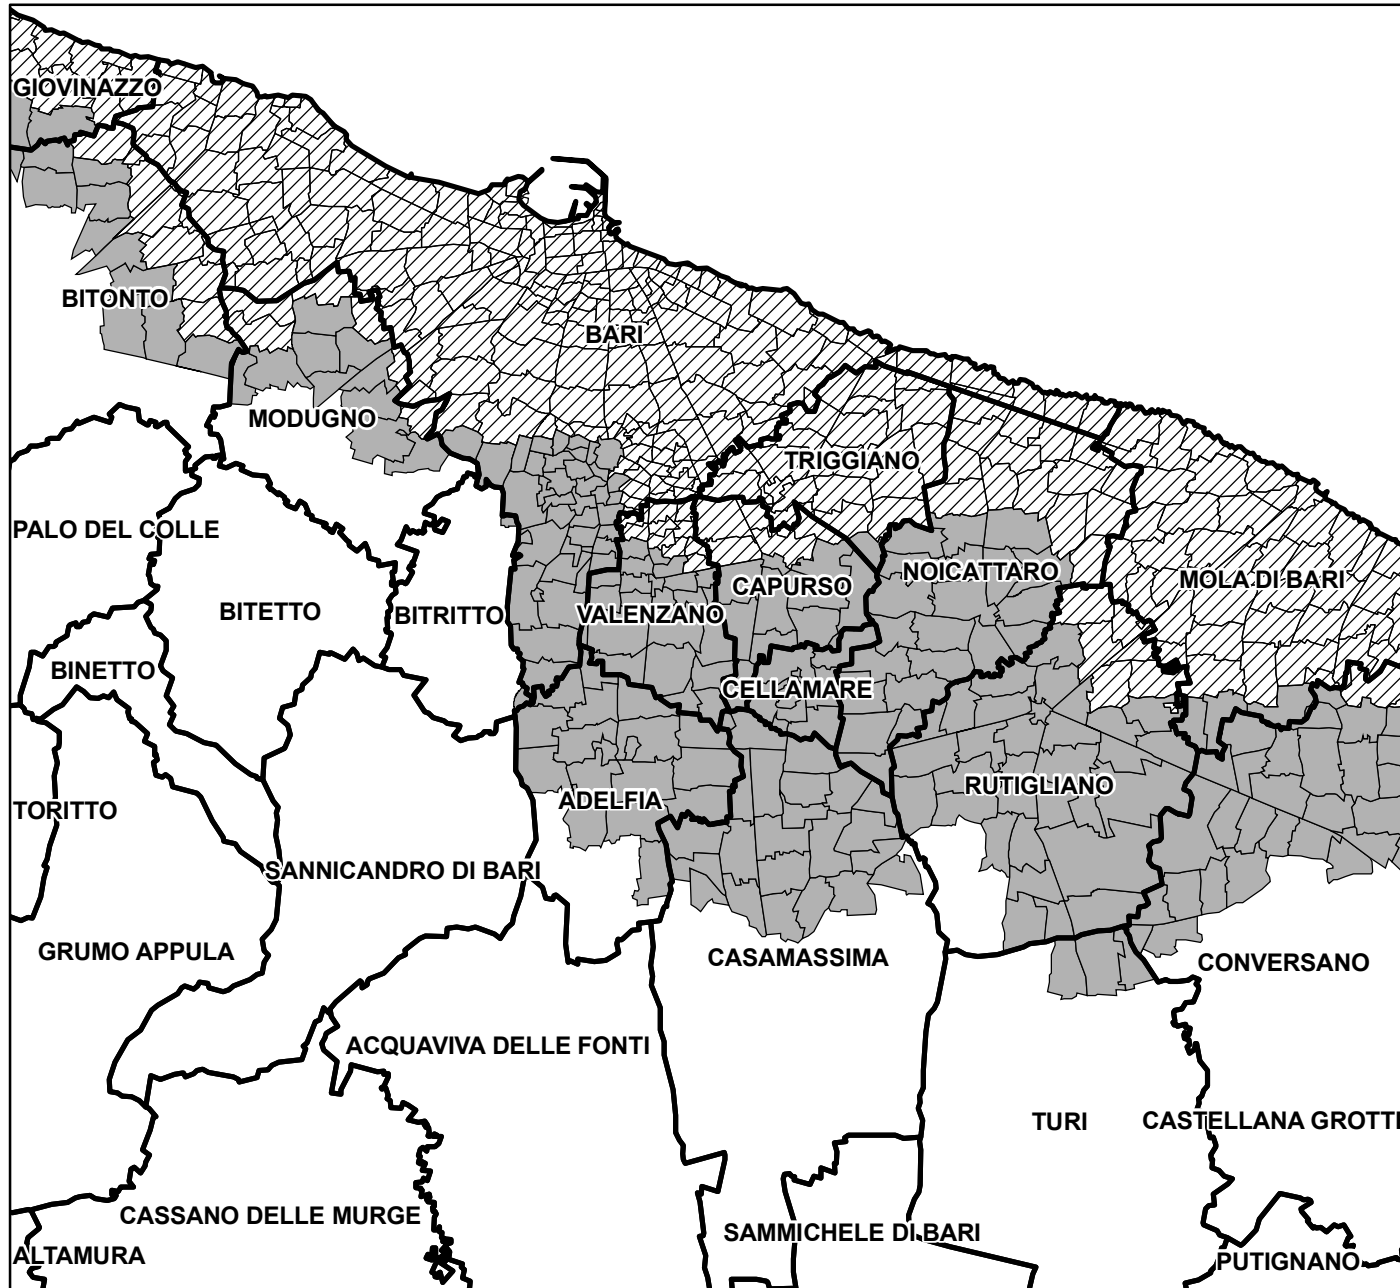 GIOVINAZZO
BITONTO
BARI
MODUGNO
TRIGGIANO
PALO DEL COLLE
NOICATTARO
MOLA DI BARI
CAPURSO
BITETTO
BITRITTO
VALENZANO
BINETTO
CELLAMARE
RUTIGLIANO
ADELFIA
TORITTO
SANNICANDRO DI BARI
GRUMO APPULA
CASAMASSIMA
CONVERSANO
ACQUAVIVA DELLE FONTI
TURI
CASTELLANA GROTTE
CASSANO DELLE MURGE
SAMMICHELE DI BARI
ALTAMURA
PUTIGNANO